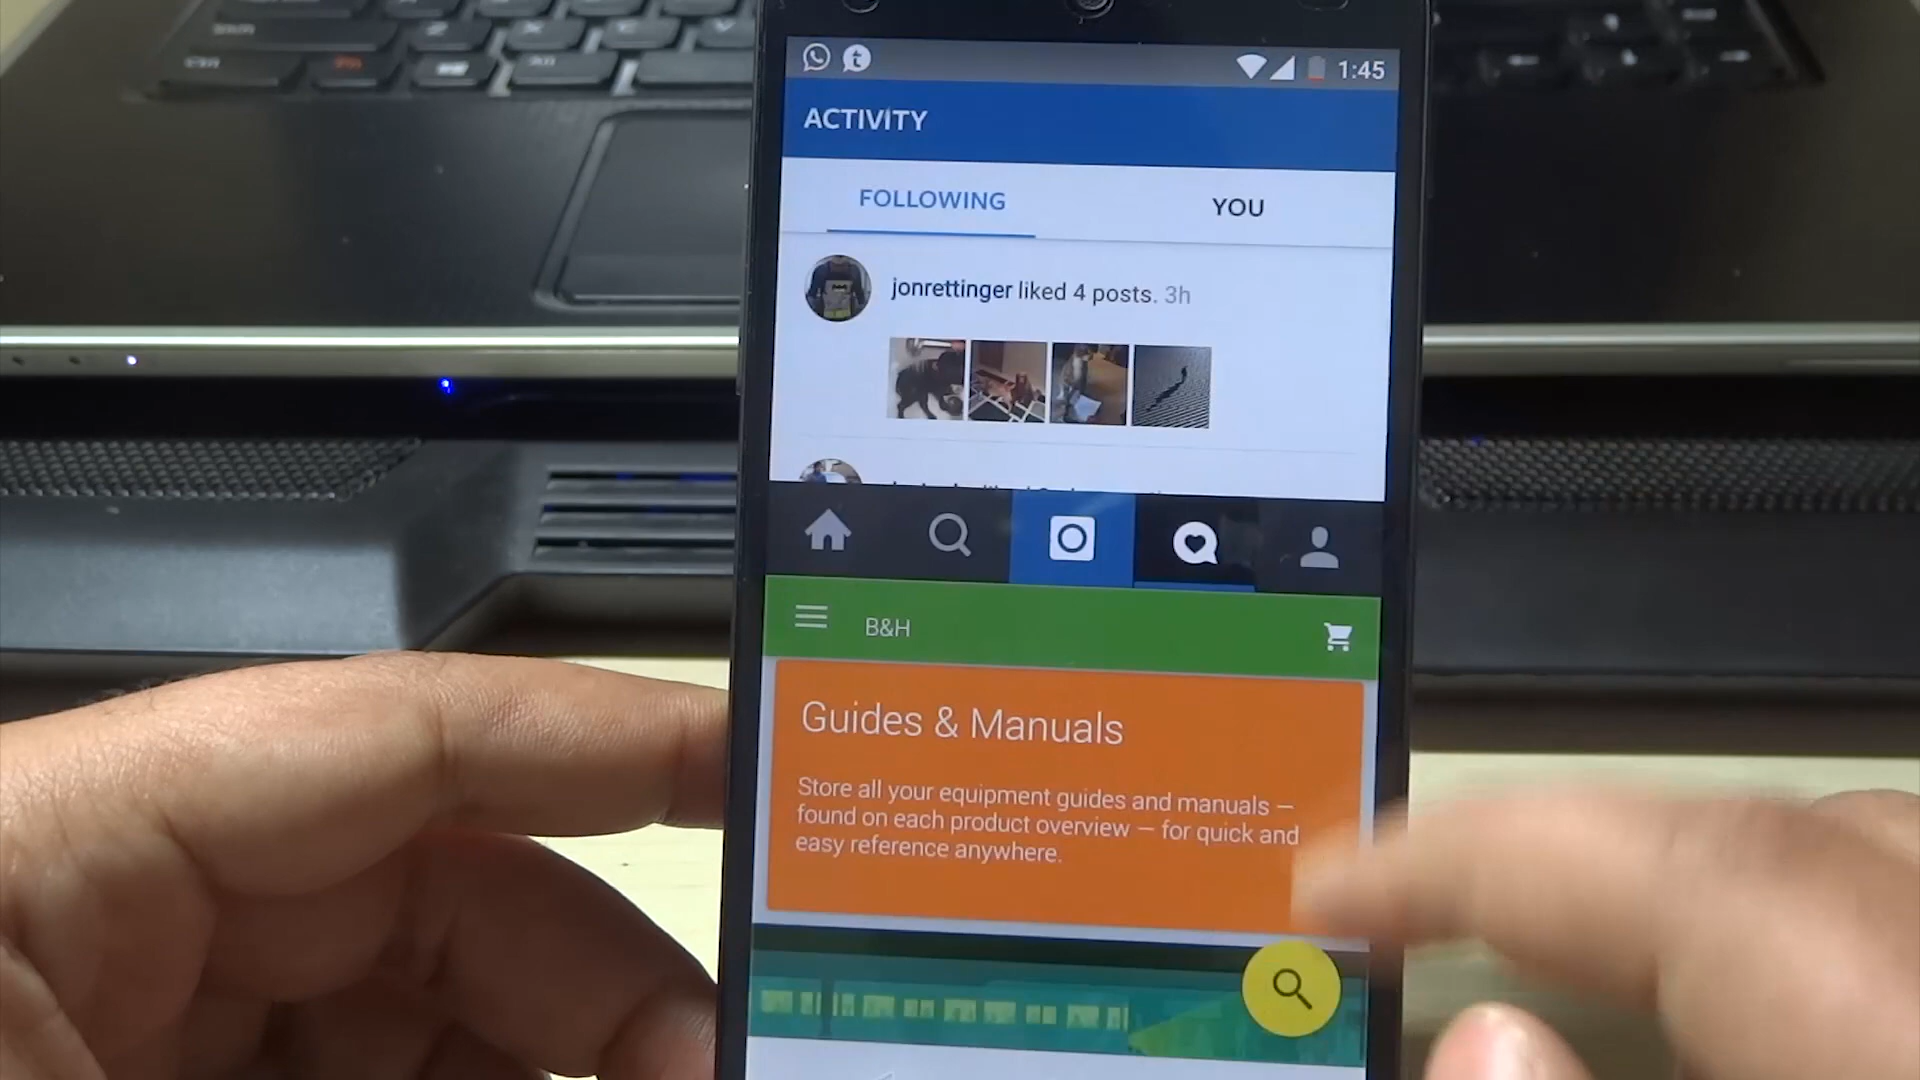 1:45
ACTIVITY
FOLLOWING YOU
jonrettinger liked 4 posts. 3h
B&H
Guides & Manuals
Store all your equipment guides and manuals —
found on each product overview — for quick and
easy reference anywhere.